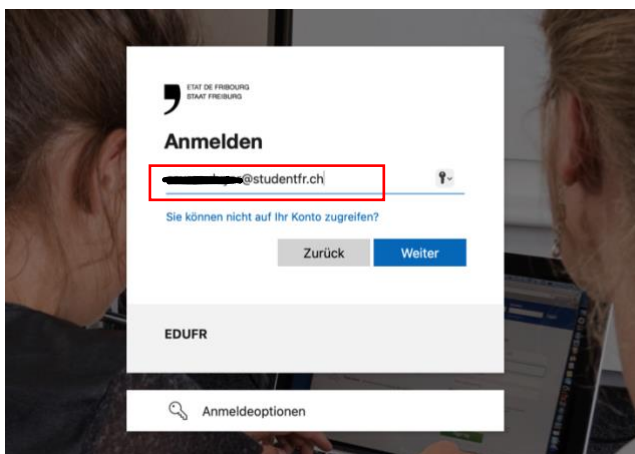 ETAT DE FRIBOURG
STAAT FREIBURG
Anmelden
@studentfr.ch
Sie können nicht auf Ihr Konto zugreifen?
Zurück
Weiter
EDUFR
Anmeldeoptionen